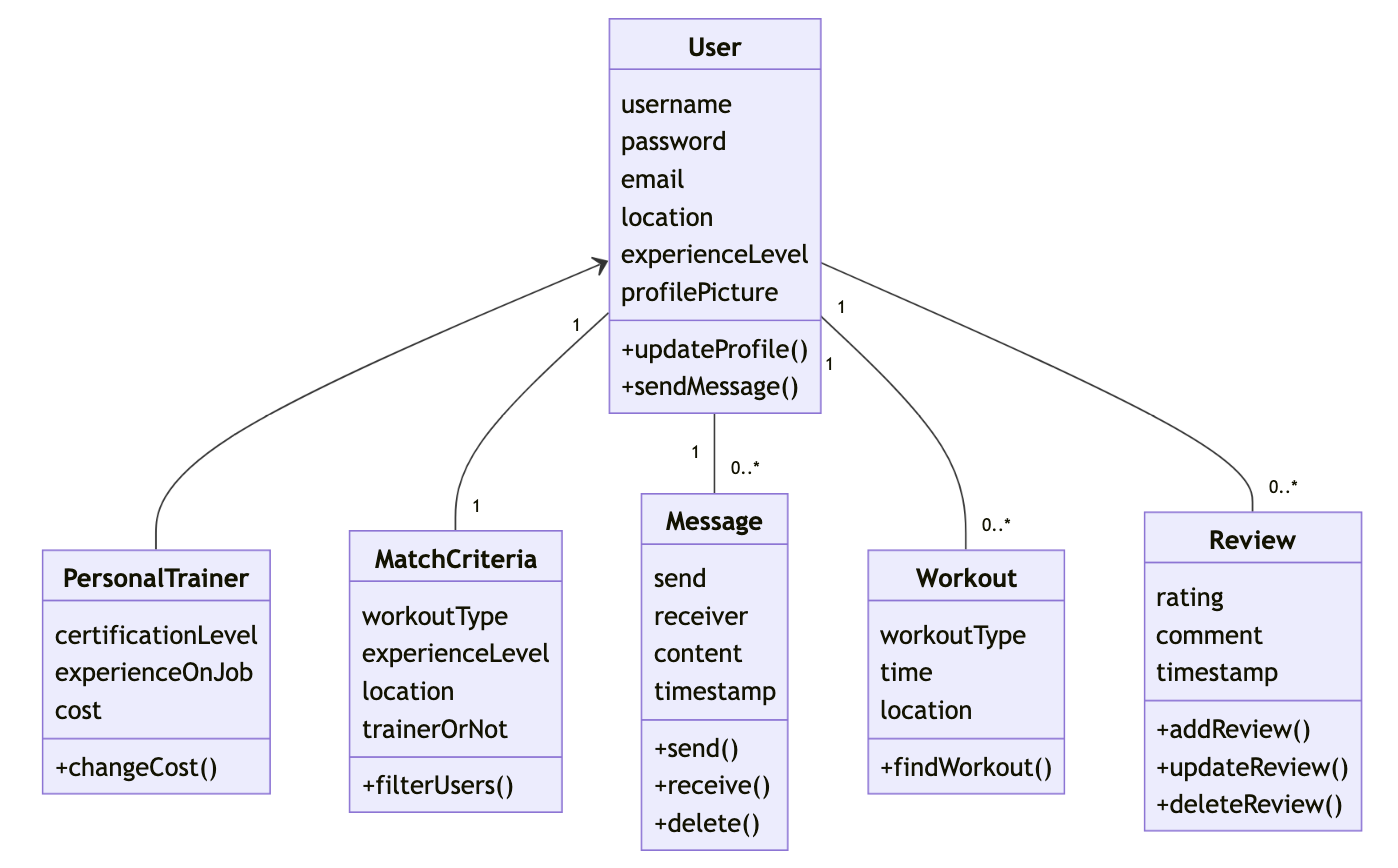 User
username
password
email
location
experienceLevel
profilePicture
+updateProfile()
+sendMessage()
1
1
1
1
0..*
1
0..*
0..*
PersonalTrainer
certificationLevel
experienceOnJob
cost
+changeCost()
MatchCriteria
workoutType
experienceLevel
location
trainerOrNot
+filterUsers()
Message
send
receiver
content
timestamp
+send()
+receive()
+delete()
Workout
workoutType
time
location
+findWorkout()
Review
rating
comment
timestamp
+addReview()
+updateReview()
+deleteReview()